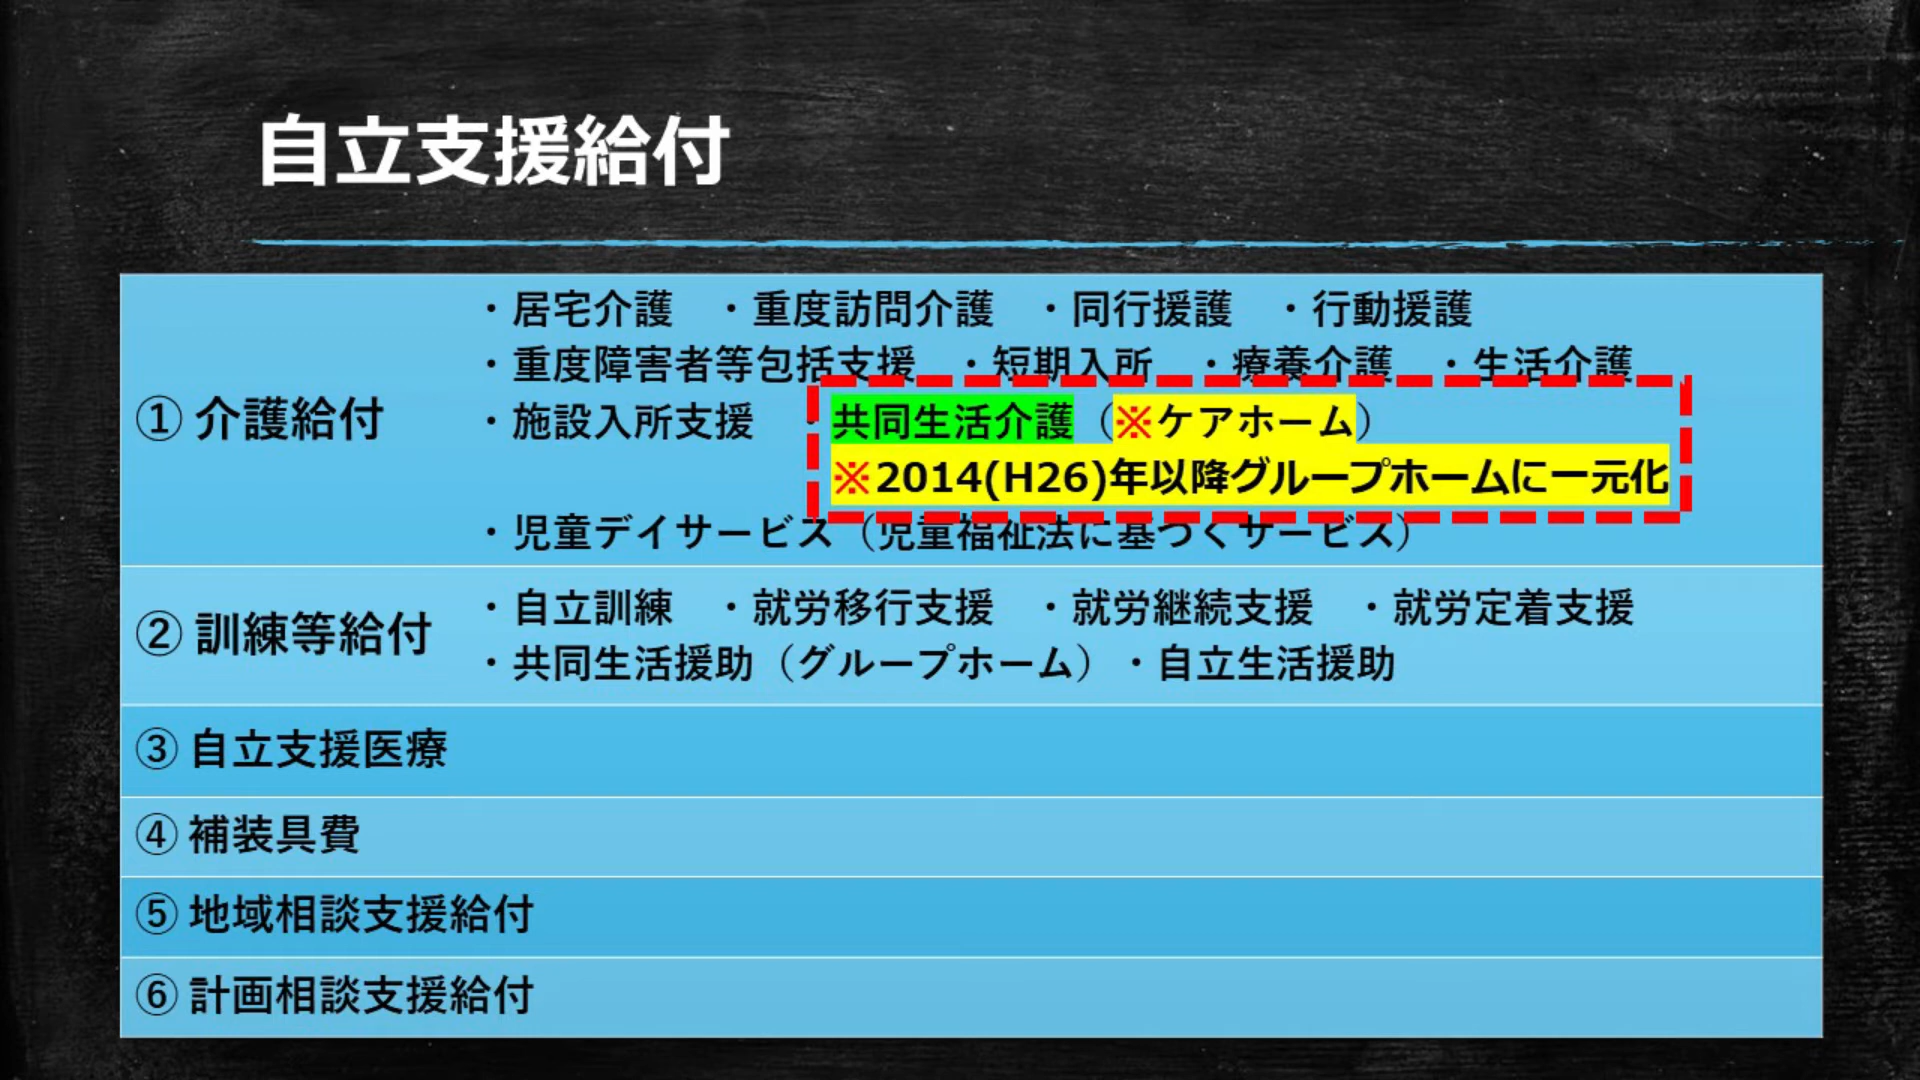 自立支援給付
① 介護給付
・居宅介護　・重度訪問介護　・同行援護　・行動援護
・重度障害者等包括支援　・短期入所　・療養介護　・生活介護
・施設入所支援　・共同生活介護（※ケアホーム）
※2014(H26)年以降グループホームに一元化
・児童デイサービス（児童福祉法に基づくサービス）
② 訓練等給付
・自立訓練　・就労移行支援　・就労継続支援　・就労定着支援
・共同生活援助（グループホーム）・自立生活援助
③ 自立支援医療
④ 補装具費
⑤ 地域相談支援給付
⑥ 計画相談支援給付